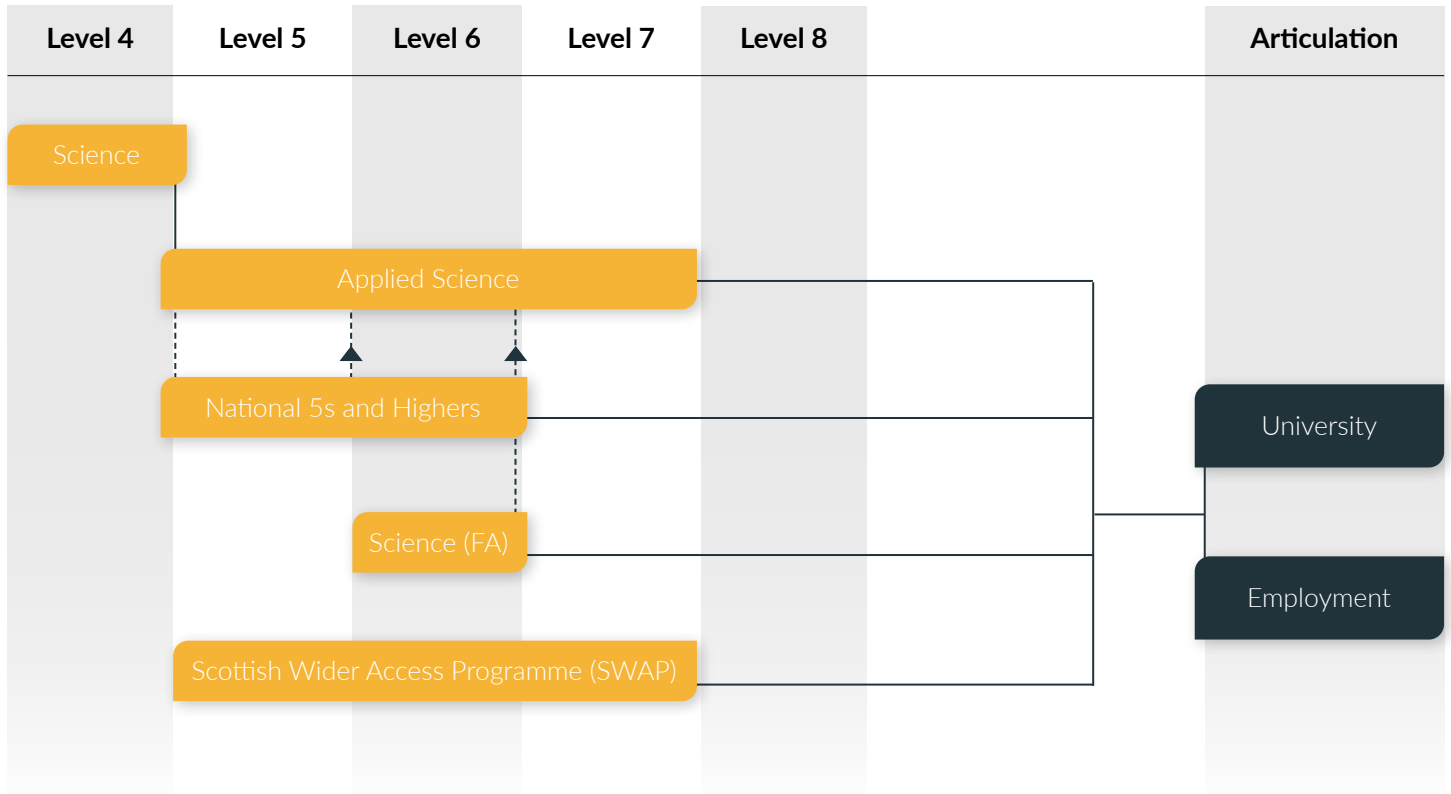 Level 4
Level 5
Level 6
Level 7
Level 8
Articulation
Science
Applied Science
National 5s and Highers
University
Science (FA)
Employment
Scottish Wider Access Programme (SWAP)